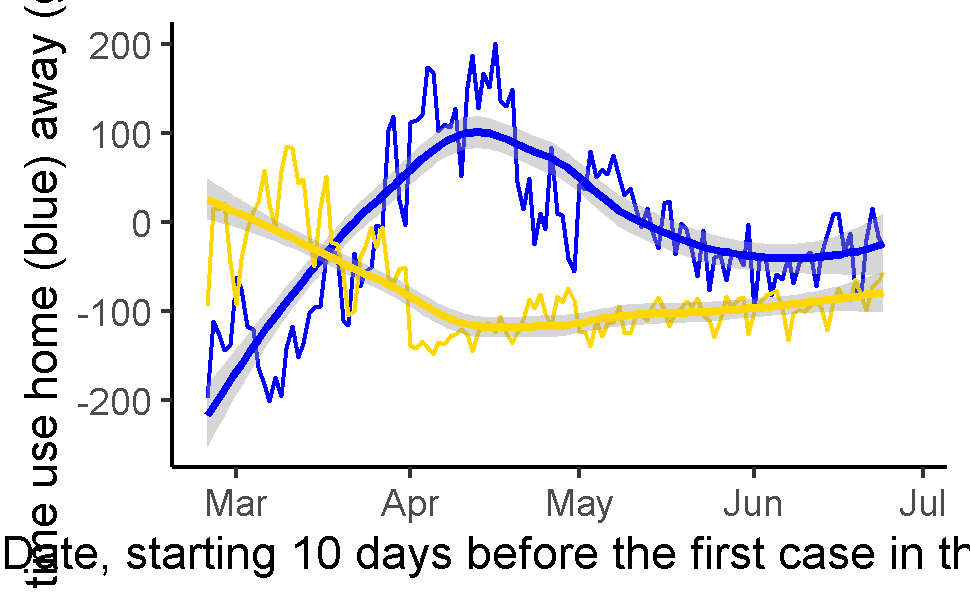 time use home (blue) away (
200
100
0
-100
-200
Mar Apr May Jun Jul
Date, starting 10 days before the first case in th